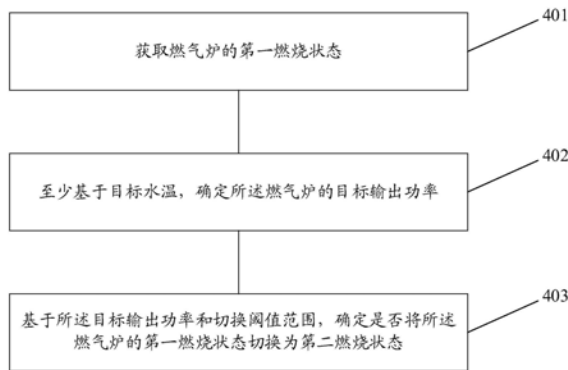 401
获取燃气炉的第一燃烧状态
402
至少基于目标水温，确定所述燃气炉的目标输出功率
403
基于所述目标输出功率和切换阈值范围，确定是否将所述
燃气炉的第一燃烧状态切换为第二燃烧状态